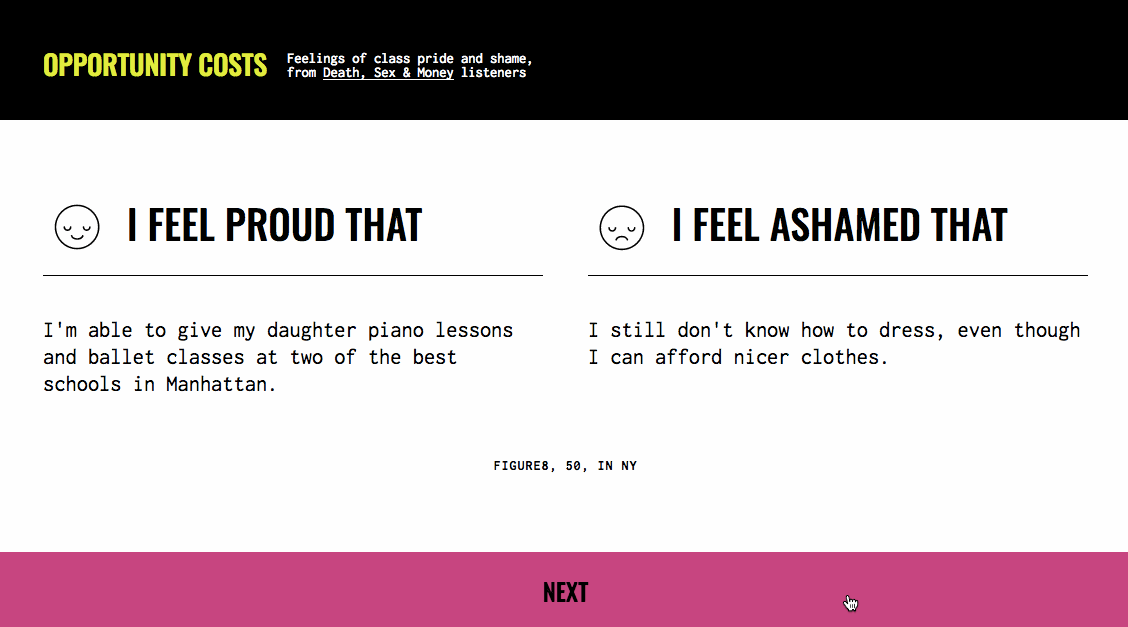 OPPORTUNITY COSTS
Feelings of class pride and shame,
from Death, Sex & Money listeners
I FEEL PROUD THAT
I'm able to give my daughter piano lessons
and ballet classes at two of the best
schools in Manhattan.
I FEEL ASHAMED THAT
I still don't know how to dress, even though
I can afford nicer clothes.
FIGURE8, 50, IN NY
NEXT